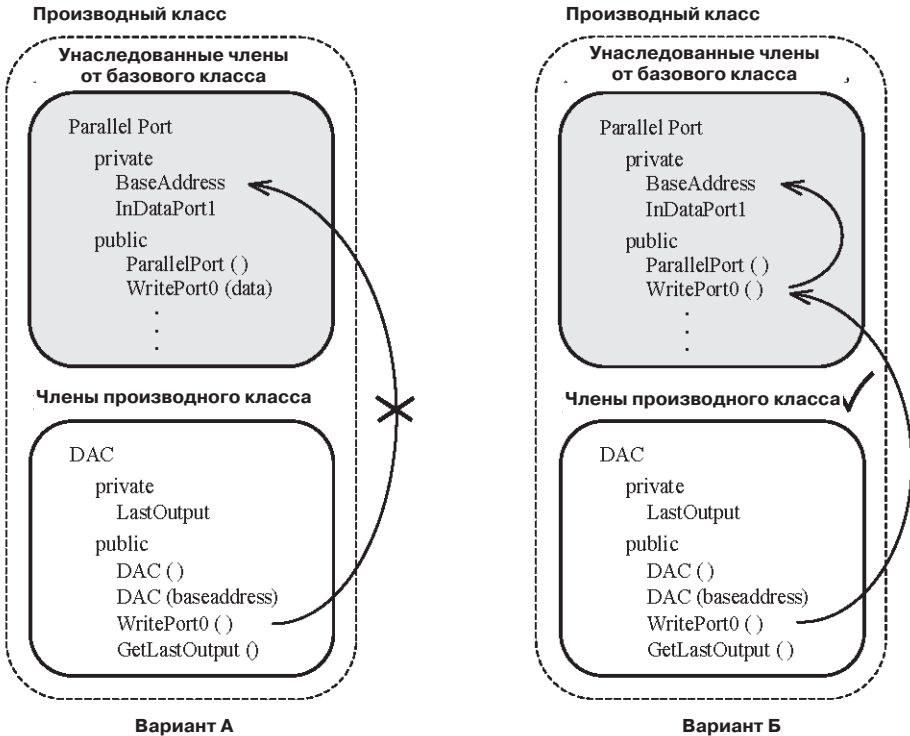 Производный класс
Унаследованные члены
от базового класса
Parallel Port
private
BaseAddress
InDataPort1
public
ParallelPort ( )
WritePort0 (data)
.
.
.
Члены производного класса
DAC
private
LastOutput
public
DAC ( )
DAC (baseaddress)
WritePort0 ( )
GetLastOutput ()
Вариант А
Производный класс
Унаследованные члены
от базового класса
Parallel Port
private
BaseAddress
InDataPort1
public
ParallelPort ( )
WritePort0 ( )
.
.
.
Члены производного класса
DAC
private
LastOutput
public
DAC ( )
DAC (baseaddress)
WritePort0 ( )
GetLastOutput ( )
Вариант Б